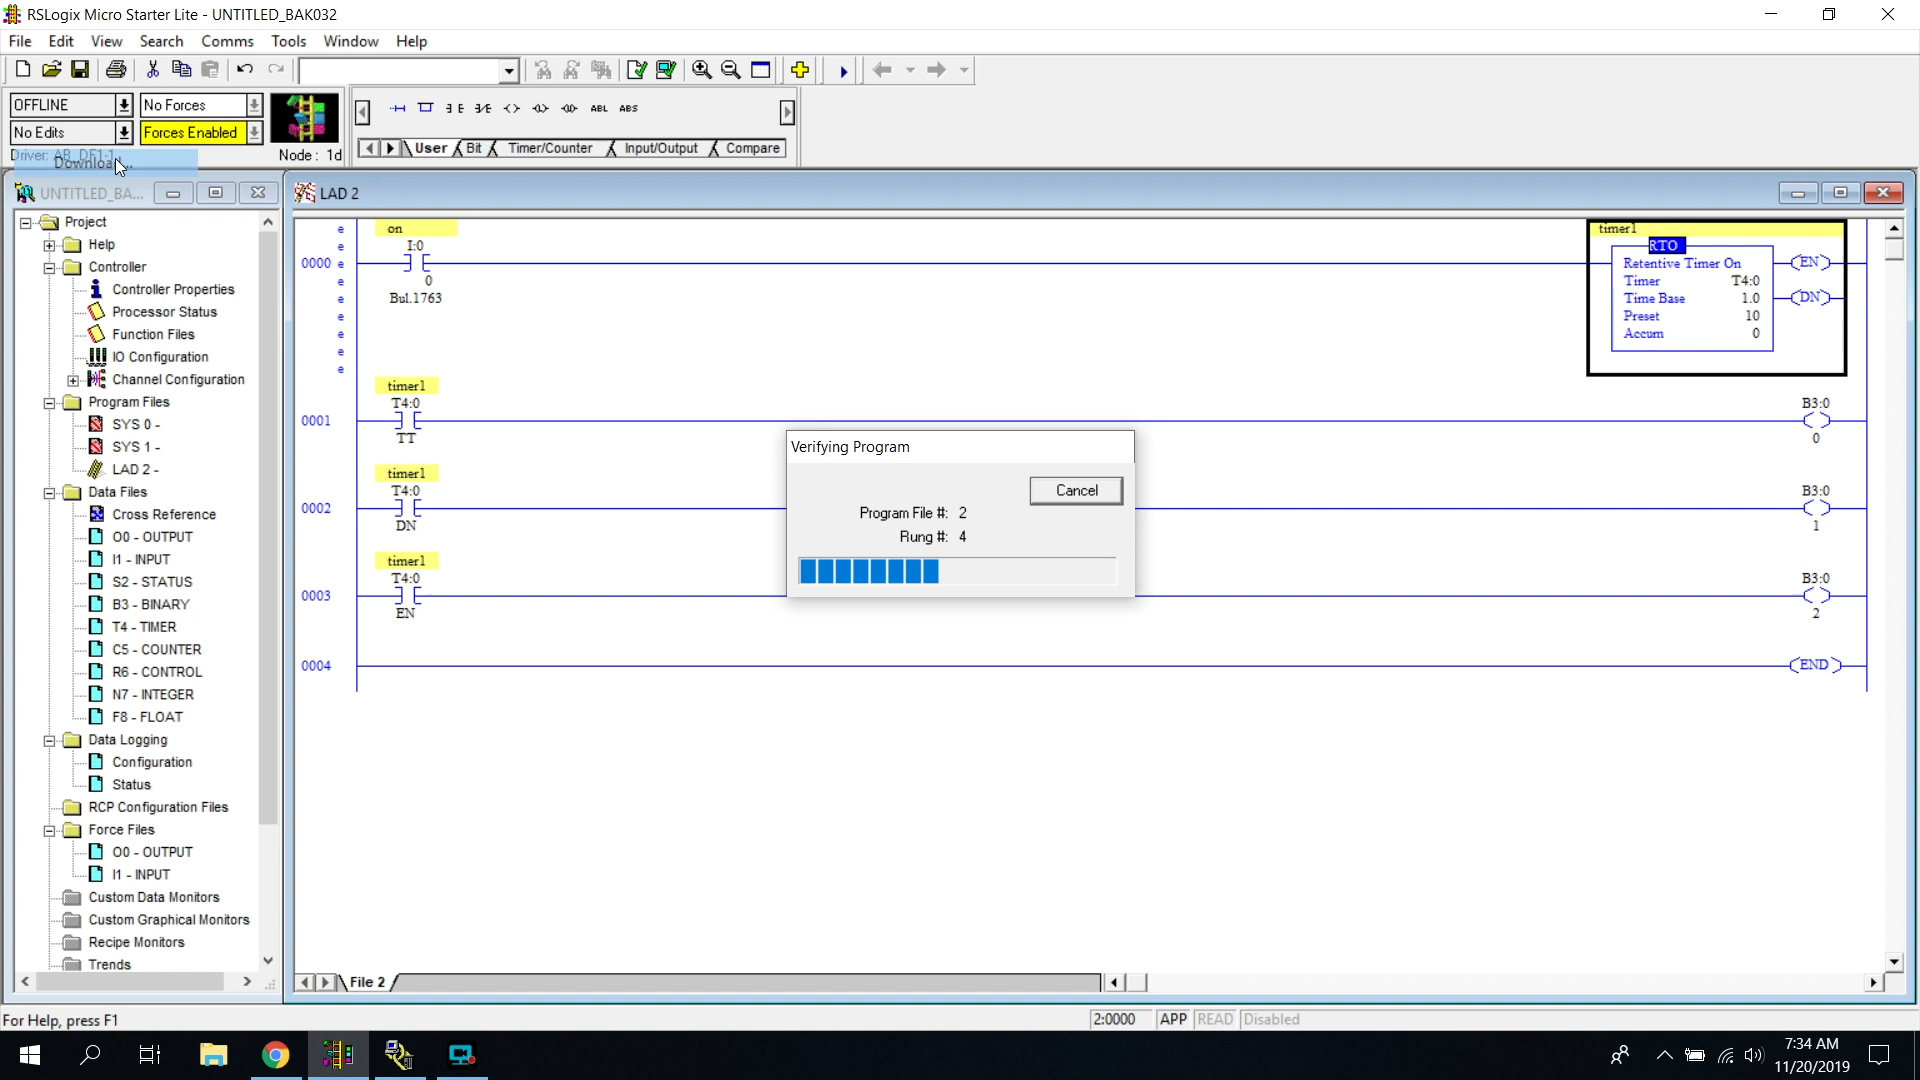 RSLogix Micro Starter Lite - UNTITLED_BAK032
File Edit View Search Comms Tools Window Help
OFFLINE No Forces
No Edits Forces Enabled
Driver: AB_DF1-1 Node : 1d
Download...
ABL ABS
User Bit Timer/Counter Input/Output Compare
UNTITLED_BA...
Project
Help
Controller
Controller Properties
Processor Status
Function Files
IO Configuration
Channel Configuration
Program Files
SYS 0 -
SYS 1 -
LAD 2 -
Data Files
Cross Reference
O0 - OUTPUT
I1 - INPUT
S2 - STATUS
B3 - BINARY
T4 - TIMER
C5 - COUNTER
R6 - CONTROL
N7 - INTEGER
F8 - FLOAT
Data Logging
Configuration
Status
RCP Configuration Files
Force Files
O0 - OUTPUT
I1 - INPUT
Custom Data Monitors
Custom Graphical Monitors
Recipe Monitors
Trends
LAD 2
on
I:0
0000
0
Bul.1763
e
e
e
e
e
e
e
e
e
timer1
RTO
Retentive Timer On
Timer T4:0
Time Base 1.0
Preset 10
Accum 0
EN
DN
timer1
T4:0
0001
TT
B3:0
0
timer1
T4:0
0002
DN
B3:0
1
timer1
T4:0
0003
EN
B3:0
2
0004
END
Verifying Program
Cancel
Program File #: 2
Rung #: 4
File 2
For Help, press F1
2:0000 APP READ Disabled
7:34 AM
11/20/2019